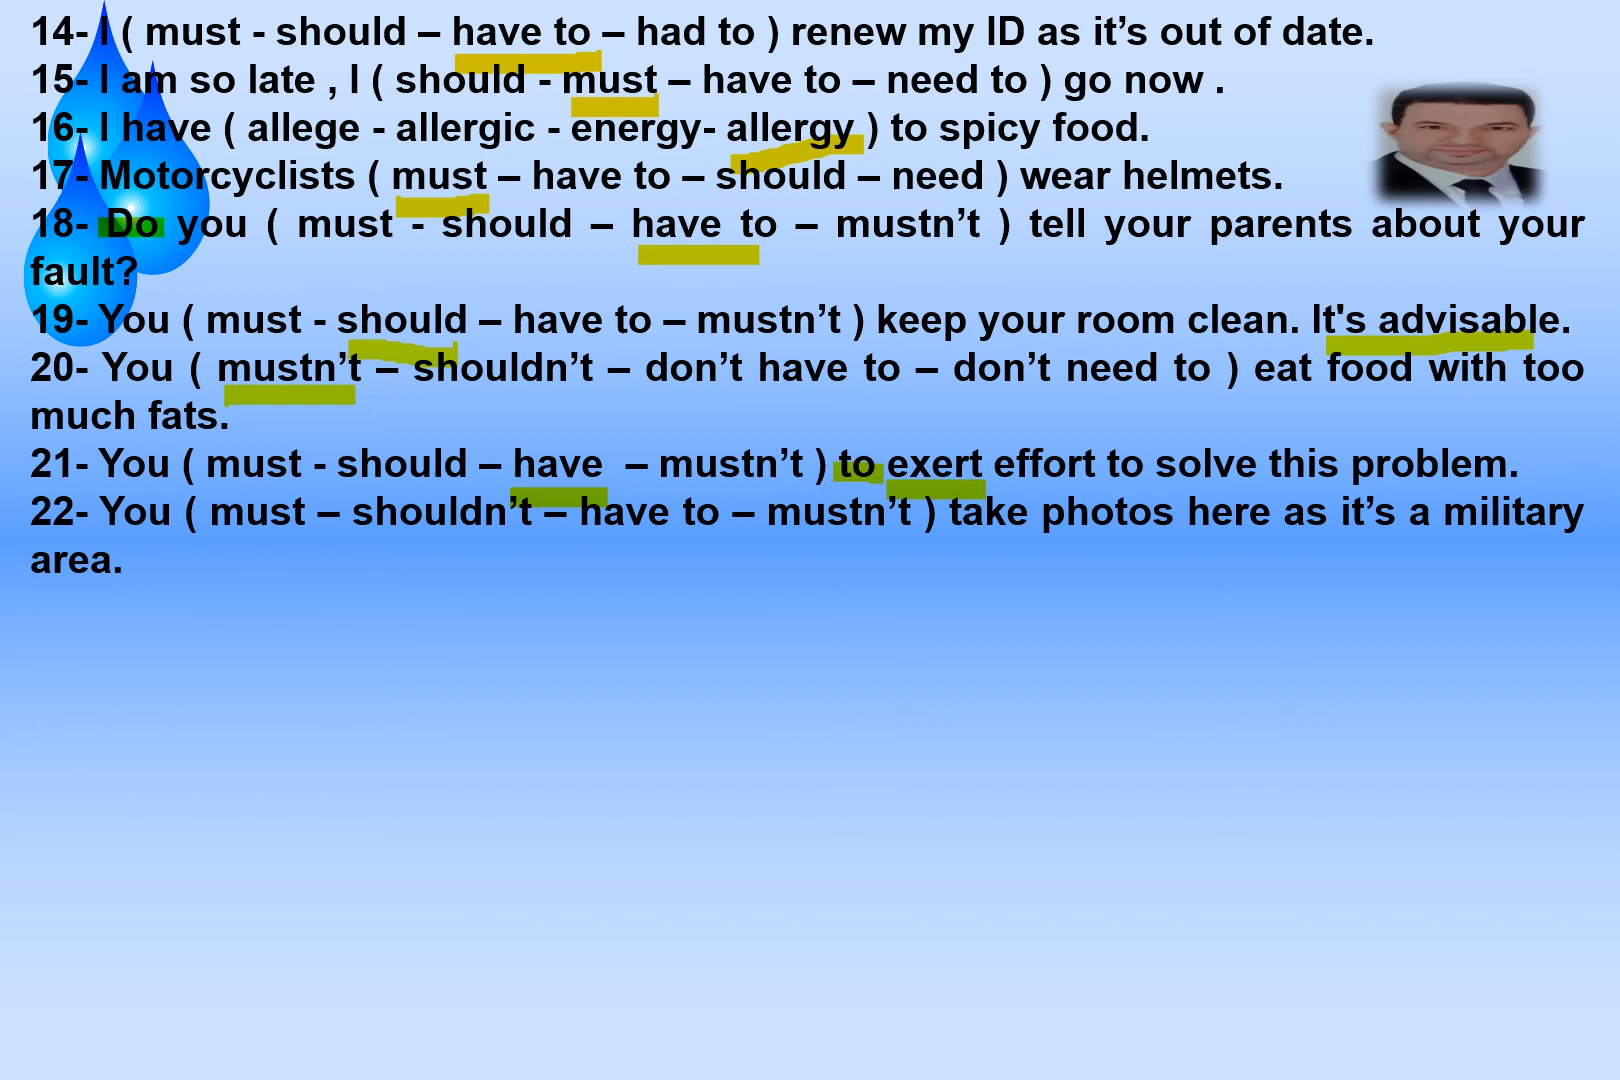 14- I ( must - should – have to – had to ) renew my ID as it’s out of date.
15- I am so late , I ( should - must – have to – need to ) go now .
16- I have ( allege - allergic - energy- allergy ) to spicy food.
17- Motorcyclists ( must – have to – should – need ) wear helmets.
18- Do you ( must - should – have to – mustn’t ) tell your parents about your
fault?
19- You ( must - should – have to – mustn’t ) keep your room clean. It's advisable.
20- You ( mustn’t – shouldn’t – don’t have to – don’t need to ) eat food with too
much fats.
21- You ( must - should – have – mustn’t ) to exert effort to solve this problem.
22- You ( must – shouldn’t – have to – mustn’t ) take photos here as it’s a military
area.